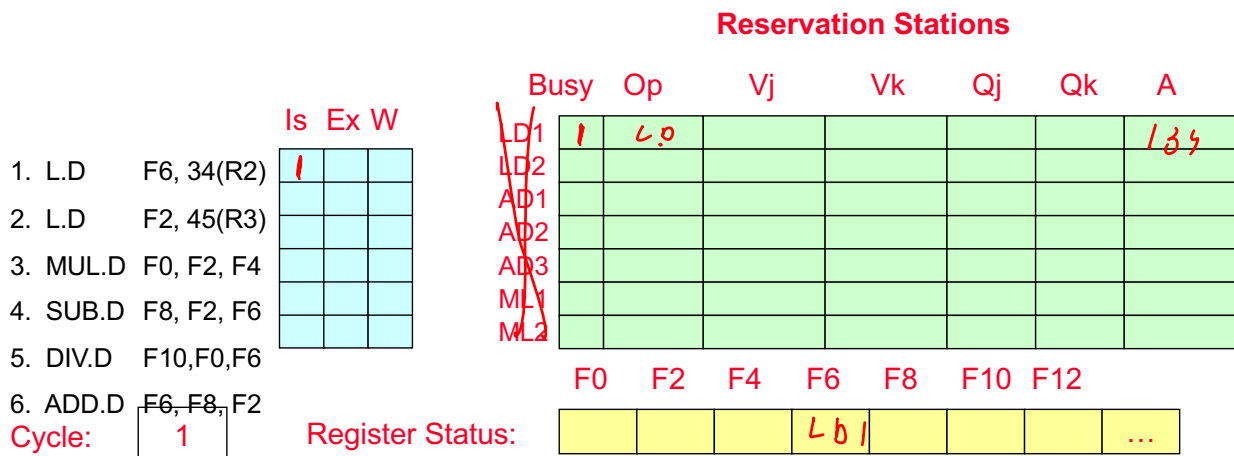 Reservation Stations
Busy Op Vj Vk Qj Qk A
Is Ex W
LD1 1 L.D 134
1. L.D F6, 34(R2) 1
LD2
2. L.D F2, 45(R3)
AD1
AD2
3. MUL.D F0, F2, F4
AD3
4. SUB.D F8, F2, F6
ML1
ML2
5. DIV.D F10,F0,F6
F0 F2 F4 F6 F8 F10 F12
6. ADD.D F6, F8, F2
Cycle: 1 Register Status: LD1 ...